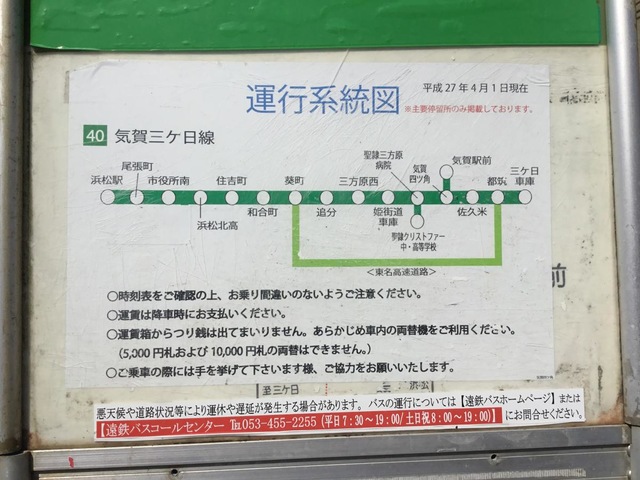 運行系統図
平成27年4月1日現在
※主要停留所のみ掲載しております。
40 気賀三ケ日線
浜松駅
尾張町
市役所南
浜松北高
住吉町
和合町
葵町
追分
三方原西
姫街道
車庫
聖隷三方原
病院
聖隷クリストファー
中・高等学校
気賀
四ツ角
気賀駅前
佐久米
都筑
三ケ日
車庫
<東名高速道路>
○時刻表をご確認の上、お乗り間違いのないようご注意ください。
○運賃は降車時にお支払いください。
○運賃箱からつり銭は出てまいりません。あらかじめ車内の両替機をご利用ください。
(5,000円札および10,000円札の両替はできません。)
○ご乗車の際には手を挙げて下さいます様、ご協力をお願いいたします。
前
至三ケ日
浜松
悪天候や道路状況等により運休や遅延が発生する場合があります。バスの運行については【遠鉄バスホームページ】または
【遠鉄バスコールセンター ℡053-455-2255(平日7:30~19:00/土日祝8:00~19:00)】にお問合せください。